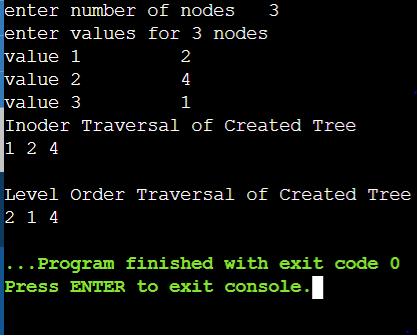 enter number of nodes   3
enter values for 3 nodes
value 1         2
value 2         4
value 3         1
Inoder Traversal of Created Tree
1 2 4
Level Order Traversal of Created Tree
2 1 4
...Program finished with exit code 0
Press ENTER to exit console.